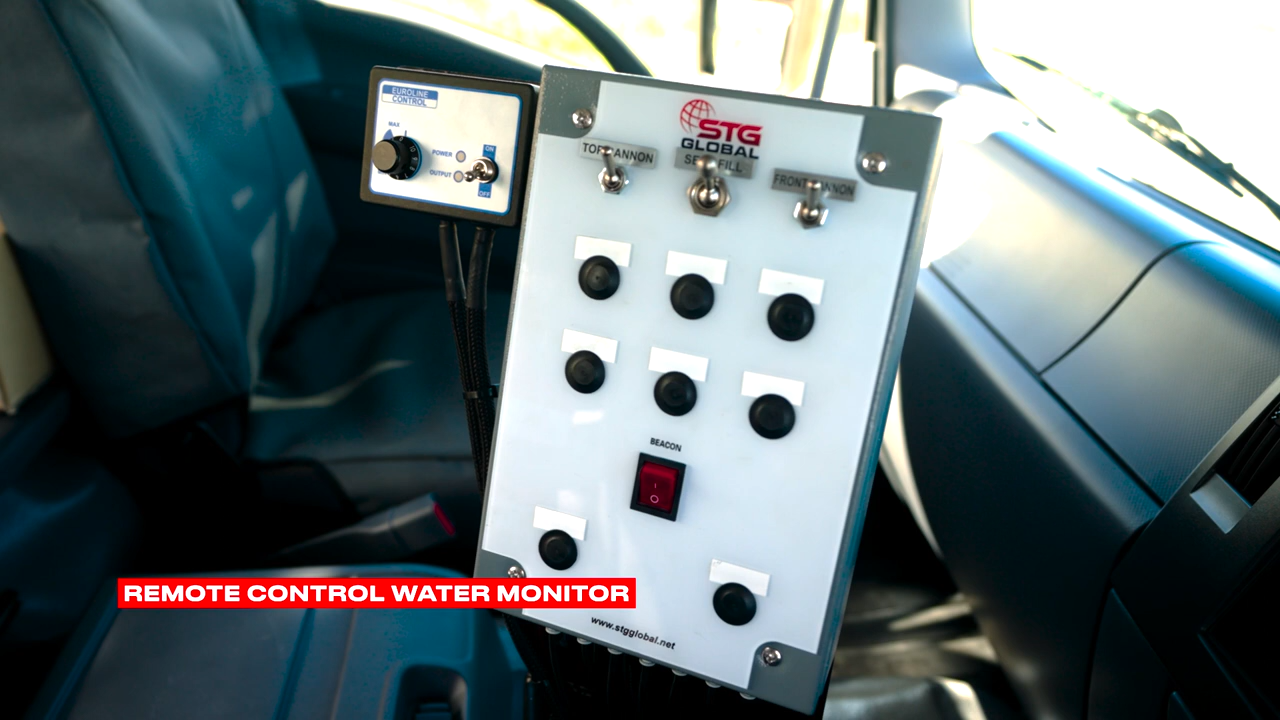 EUROLINE
CONTROL
MAX
POWER
OUTPUT
ON
OFF
STG
GLOBAL
FRONT CANNON
BEACON
REMOTE CONTROL WATER MONITOR
www.stgglobal.net